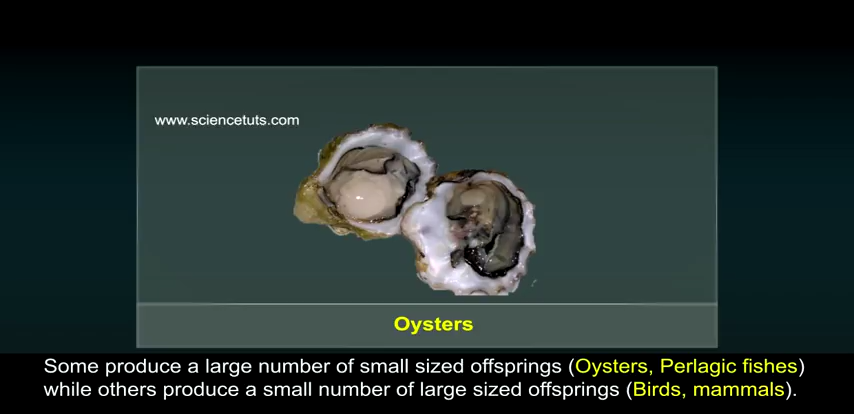 www.sciencetuts.com
Oysters
Some produce a large number of small sized offsprings (Oysters, Perlagic fishes)
while others produce a small number of large sized offsprings (Birds, mammals).